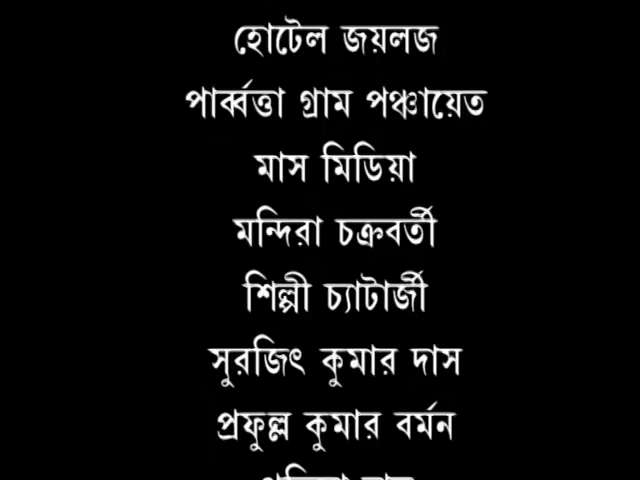 হোটেল জয়লজ
পার্ব্বত্তা গ্রাম পঞ্চায়েত
মাস মিডিয়া
মন্দিরা চক্রবর্তী
শিল্পী চ্যাটার্জী
সুরজিৎ কুমার দাস
প্রফুল্ল কুমার বর্মন